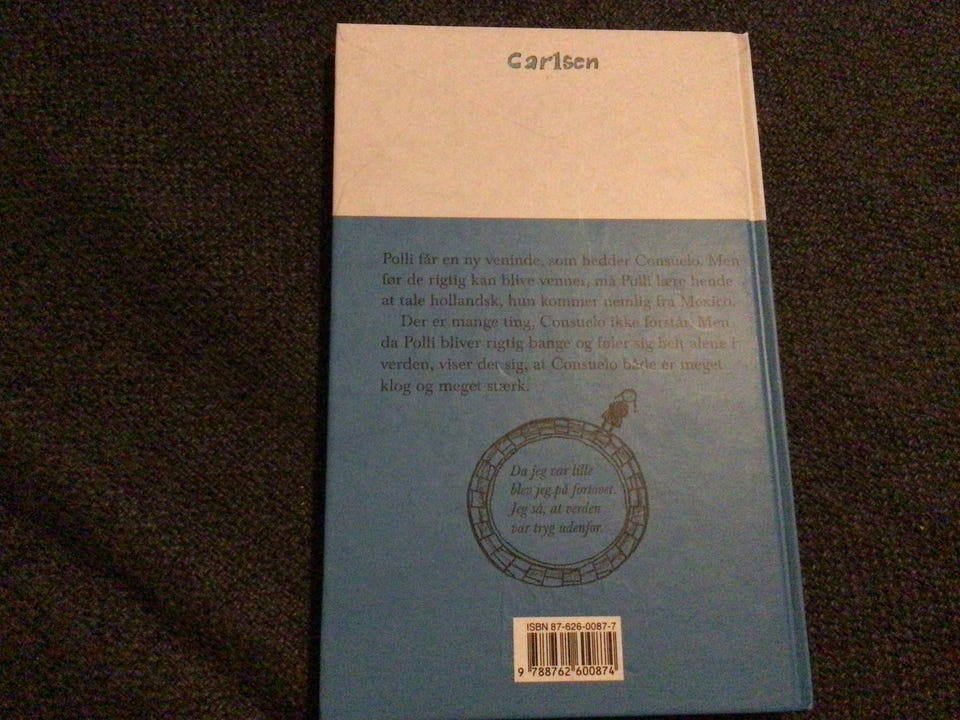 Carlsen
Polli får en ny veninde, som hedder Consuelo. Men
før de rigtig kan blive venner, må Polli lære hende
at tale hollandsk, hun kommer nemlig fra Mexico.
Der er mange ting, Consuelo ikke forstår. Men
da Polli bliver rigtig bange og føler sig helt alene i
verden, viser det sig, at Consuelo både er meget
klog og meget stærk.
Da jeg var lille
blev jeg på fortovet.
Jeg så, at verden
var tryg udenfor.
ISBN 87-626-0087-7
9 788762 600874